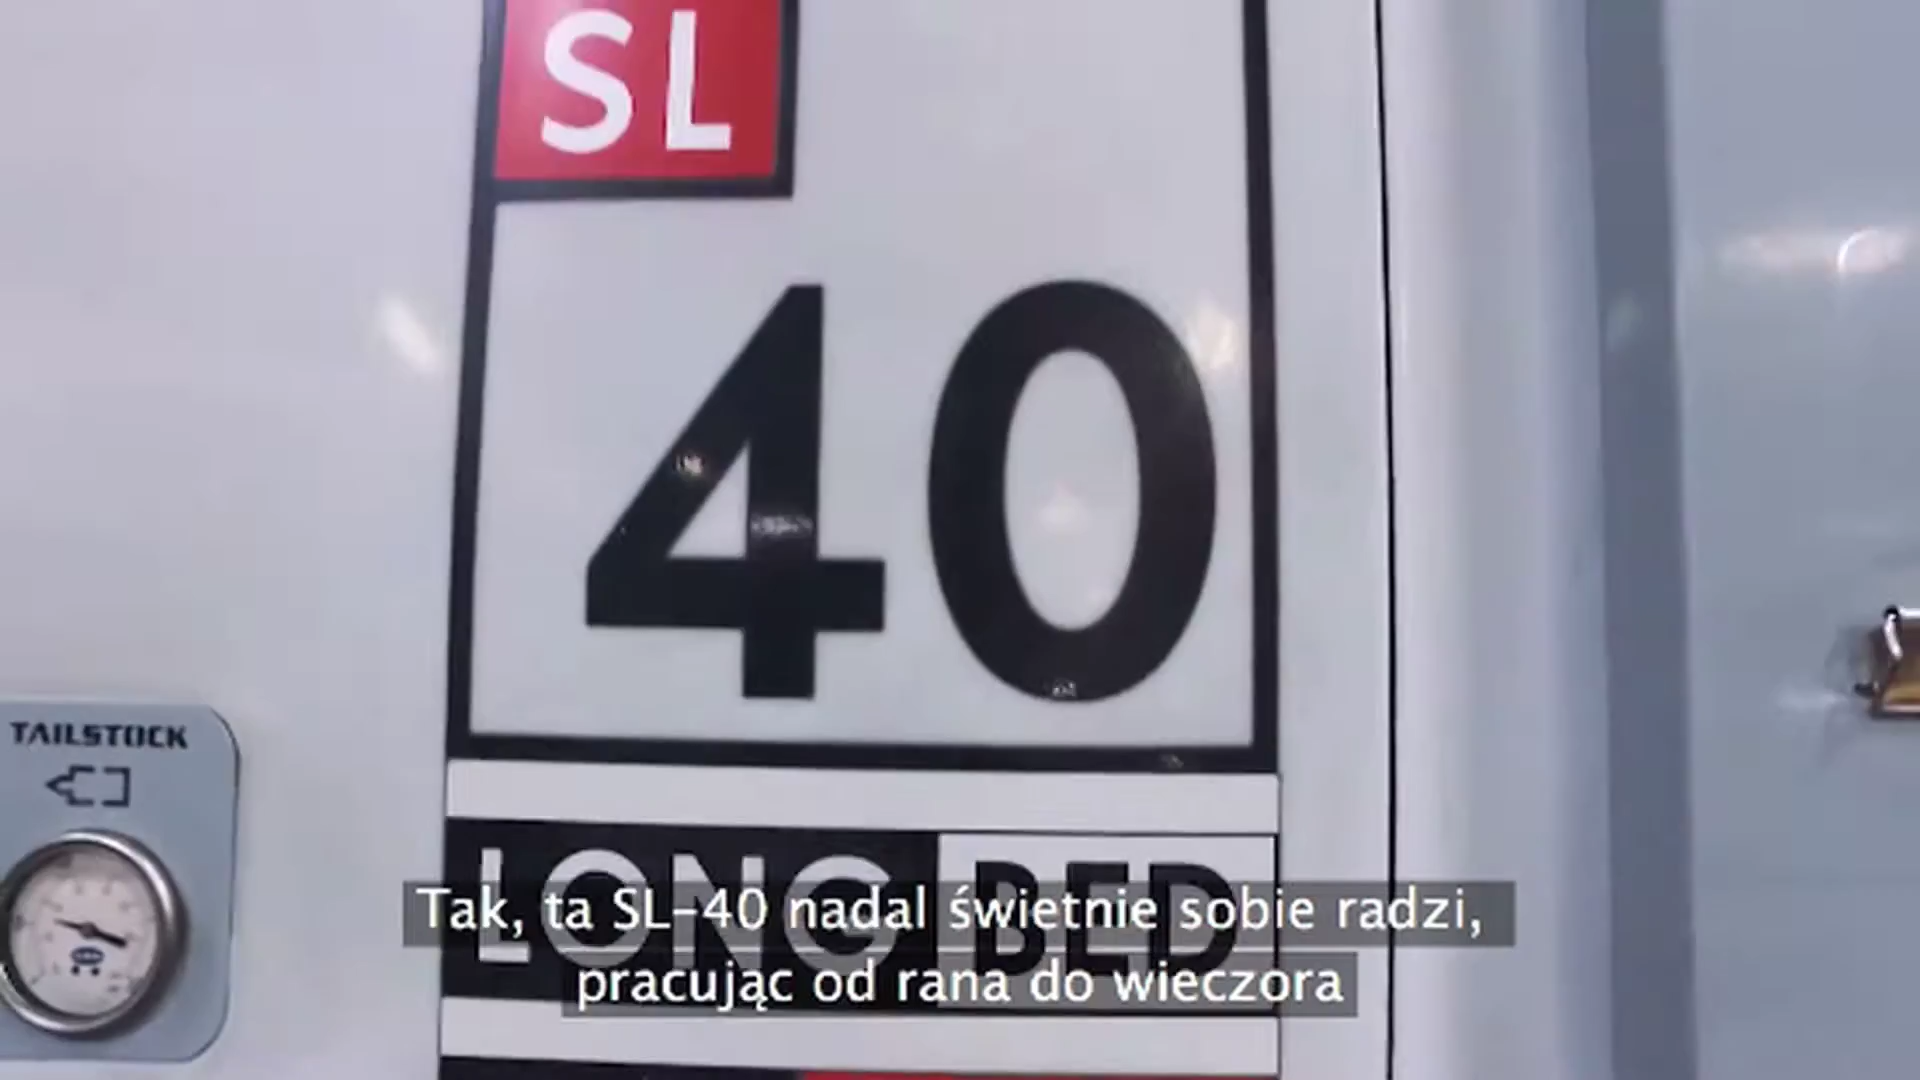 SL
40
TAILSTOCK
LONG BED
Tak, ta SL-40 nadal świetnie sobie radzi,
pracując od rana do wieczora